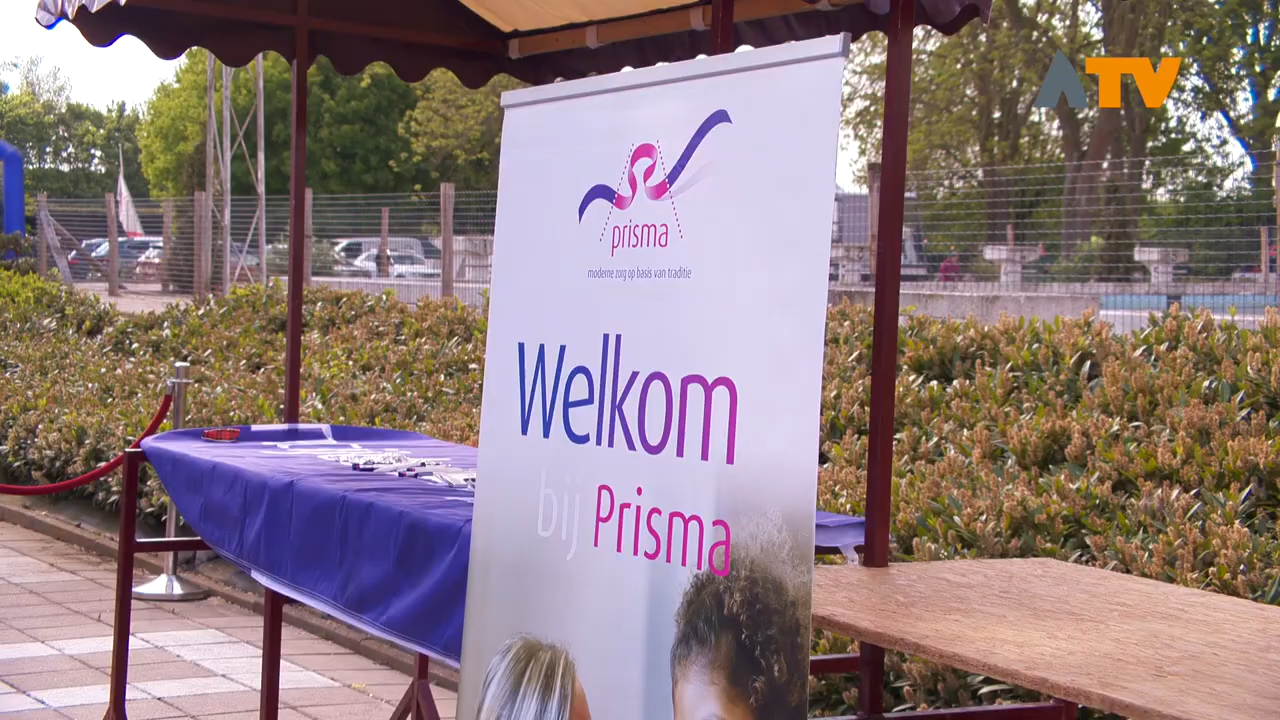 ATV
prisma
moderne zorg op basis van traditie
Welkom
bij Prisma